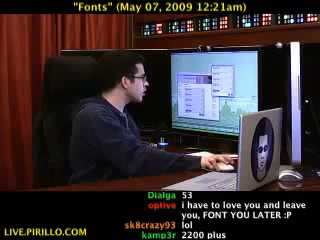 "Fonts" (May 07, 2009 12:21am)
Dialga 53
optive i have to love you and leave
you, FONT YOU LATER :P
sk8crazy93 lol
LIVE.PIRILLO.COM kamp3r 2200 plus